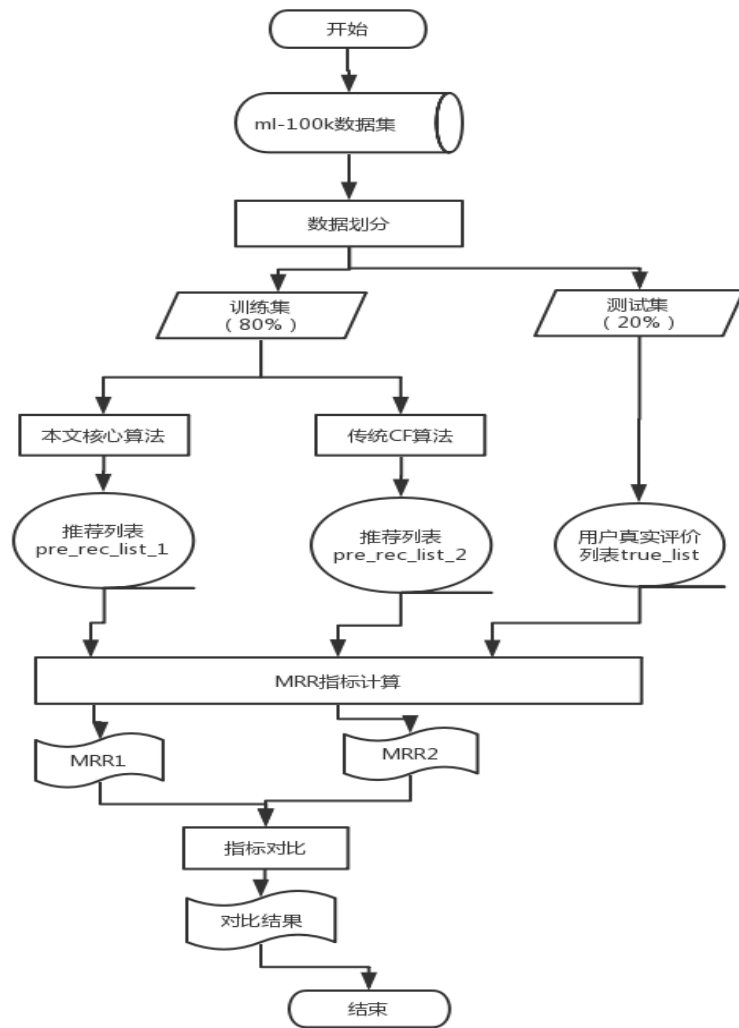 开始
ml-100k数据集
数据划分
训练集
（80%）
测试集
（20%）
本文核心算法
传统CF算法
推荐列表
pre_rec_list_1
推荐列表
pre_rec_list_2
用户真实评价
列表true_list
MRR指标计算
MRR1
MRR2
指标对比
对比结果
结束